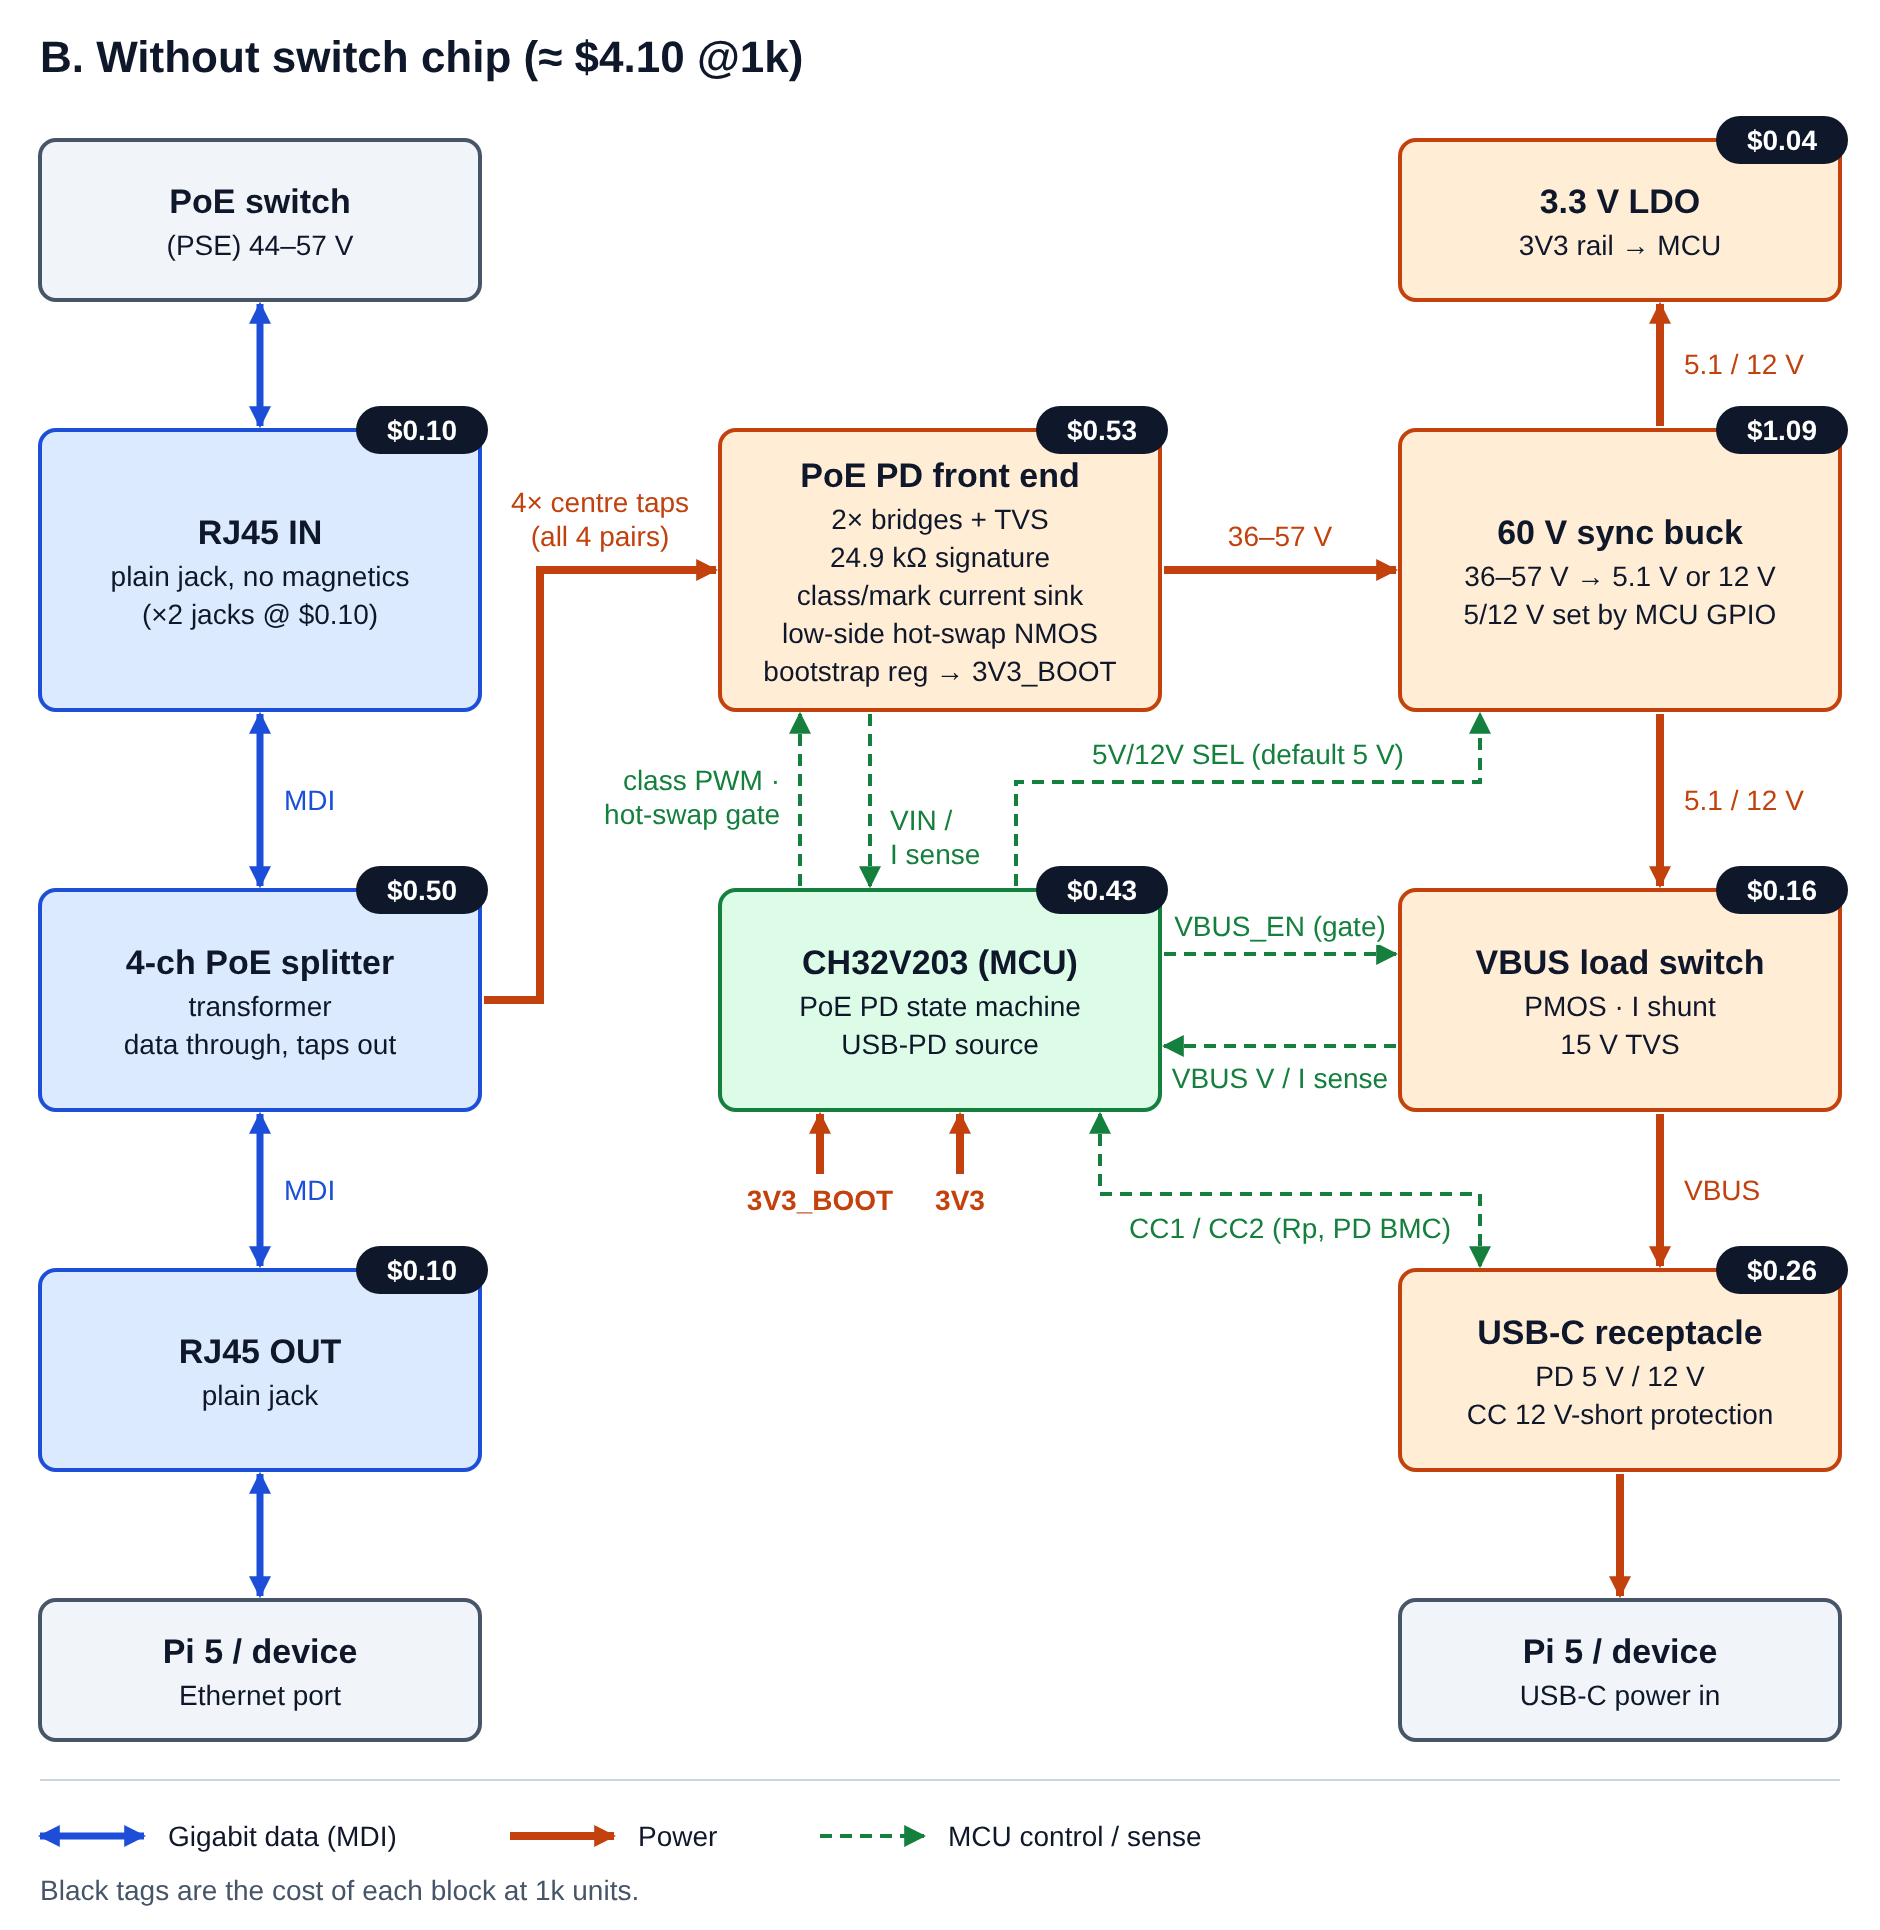 B. Without switch chip (≈ $4.10 @1k)
PoE switch
(PSE) 44–57 V
$0.04
3.3 V LDO
3V3 rail → MCU
5.1 / 12 V
$0.10
RJ45 IN
plain jack, no magnetics
(×2 jacks @ $0.10)
4× centre taps
(all 4 pairs)
$0.53
PoE PD front end
2× bridges + TVS
24.9 kΩ signature
class/mark current sink
low-side hot-swap NMOS
bootstrap reg → 3V3_BOOT
36–57 V
$1.09
60 V sync buck
36–57 V → 5.1 V or 12 V
5/12 V set by MCU GPIO
MDI
class PWM ·
hot-swap gate
VIN /
I sense
5V/12V SEL (default 5 V)
5.1 / 12 V
$0.50
4-ch PoE splitter
transformer
data through, taps out
$0.43
CH32V203 (MCU)
PoE PD state machine
USB-PD source
VBUS_EN (gate)
VBUS V / I sense
$0.16
VBUS load switch
PMOS · I shunt
15 V TVS
MDI
3V3_BOOT
3V3
CC1 / CC2 (Rp, PD BMC)
VBUS
$0.10
RJ45 OUT
plain jack
$0.26
USB-C receptacle
PD 5 V / 12 V
CC 12 V-short protection
Pi 5 / device
Ethernet port
Pi 5 / device
USB-C power in
Gigabit data (MDI)
Power
MCU control / sense
Black tags are the cost of each block at 1k units.